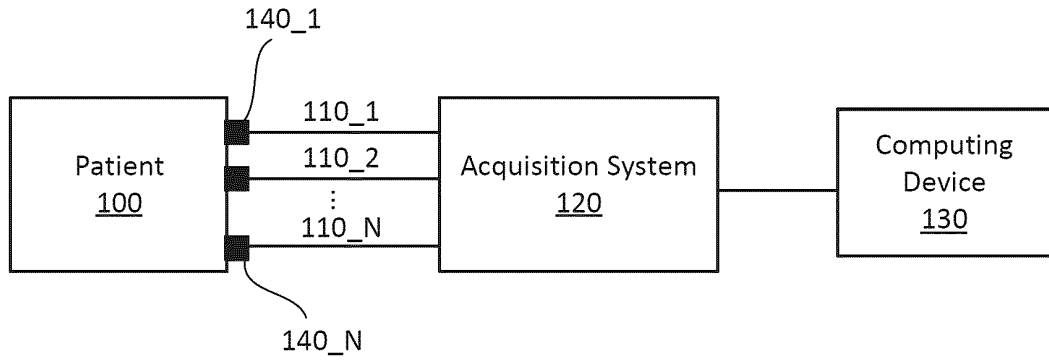 140_1
110_1
110_2
⋮
110_N
140_N
Patient
100
Acquisition System
120
Computing
Device
130